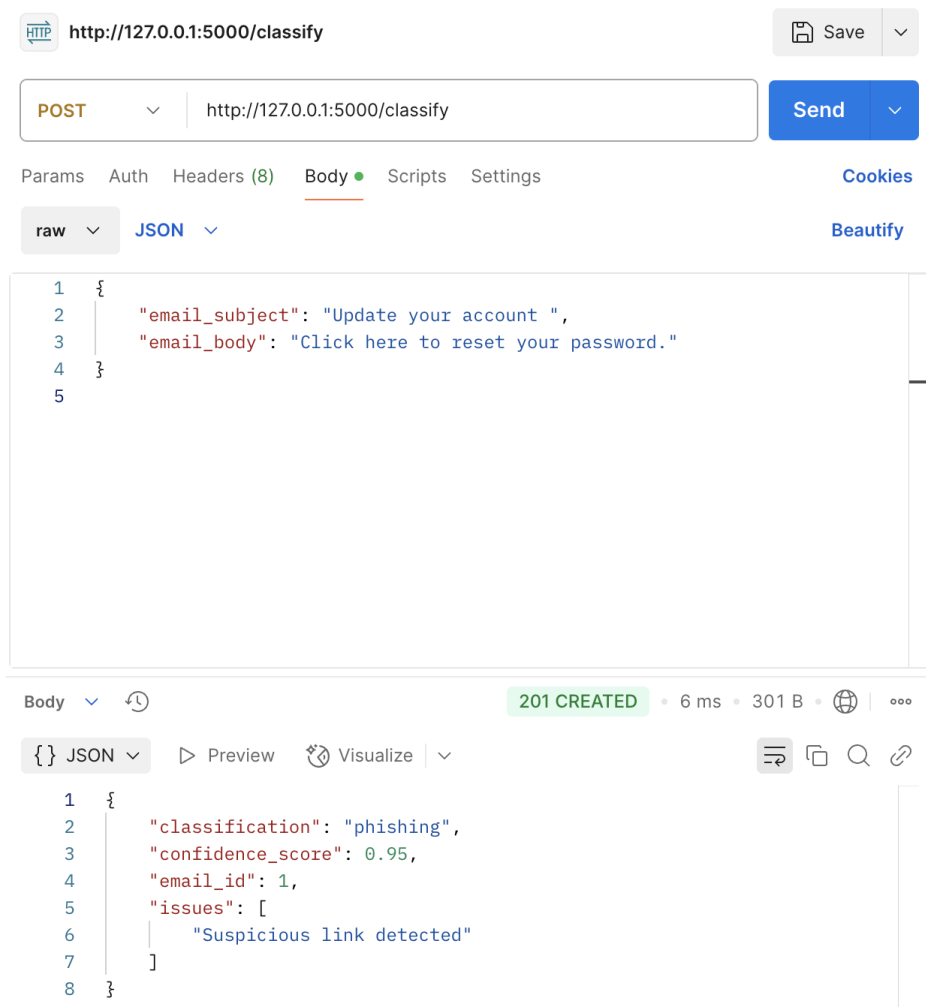 HTTP http://127.0.0.1:5000/classify Save
POST http://127.0.0.1:5000/classify Send
Params Auth Headers (8) Body Scripts Settings Cookies
raw JSON Beautify
1 {
2 "email_subject": "Update your account ",
3 "email_body": "Click here to reset your password."
4 }
5
Body 201 CREATED 6 ms 301 B
{} JSON Preview Visualize
1 {
2 "classification": "phishing",
3 "confidence_score": 0.95,
4 "email_id": 1,
5 "issues": [
6 "Suspicious link detected"
7 ]
8 }